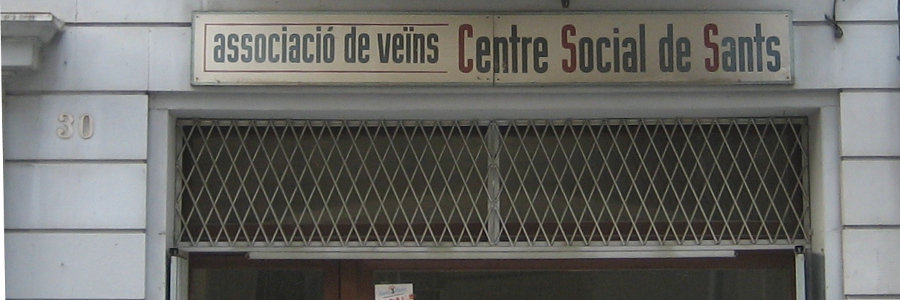 associació de veïns Centre Social de Sants
30